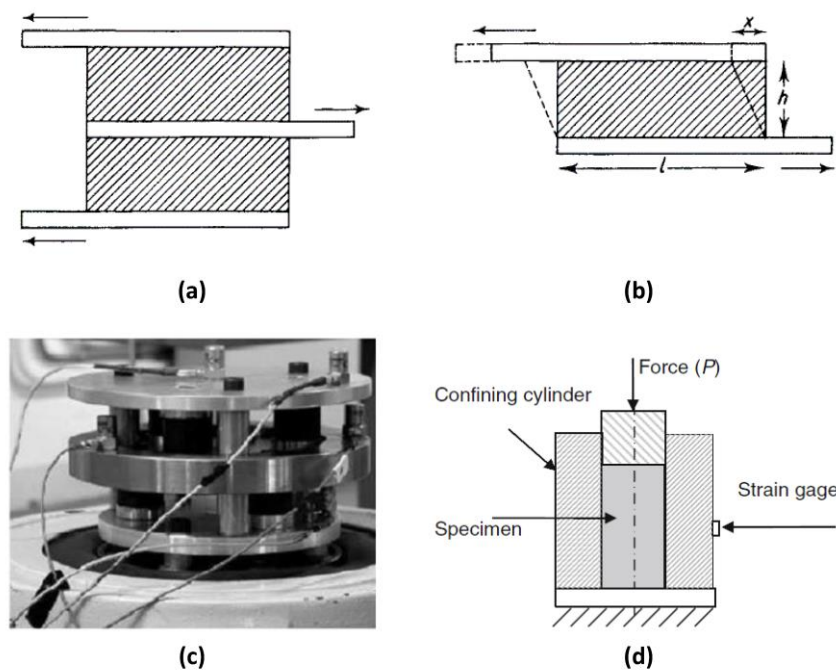 x
h
l
(a)
(b)
Force (P)
Confining cylinder
Strain gage
Specimen
(c)
(d)